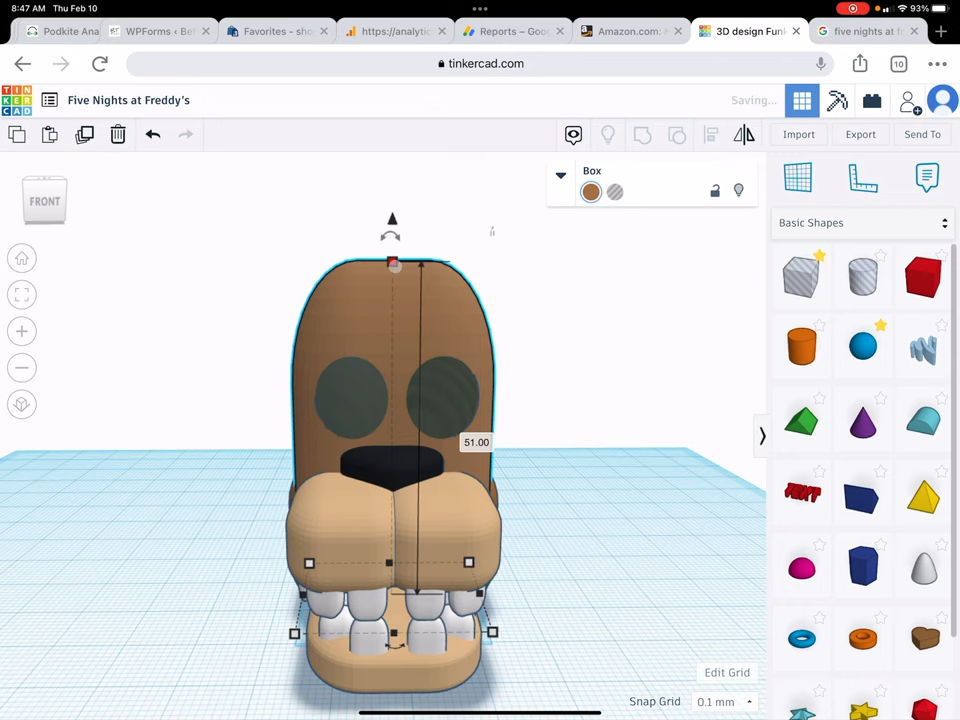 8:47 AM Thu Feb 10
93%
Podkite Ana
WPForms ‹ Be
Favorites – sho
https://analytic
Reports – Goo
Amazon.com:
3D design Fun
five nights at f
tinkercad.com
10
TIN
KER
CAD
Five Nights at Freddy's
Saving...
Import
Export
Send To
FRONT
Box
Basic Shapes
51.00
TEXT
Edit Grid
Snap Grid
0.1 mm